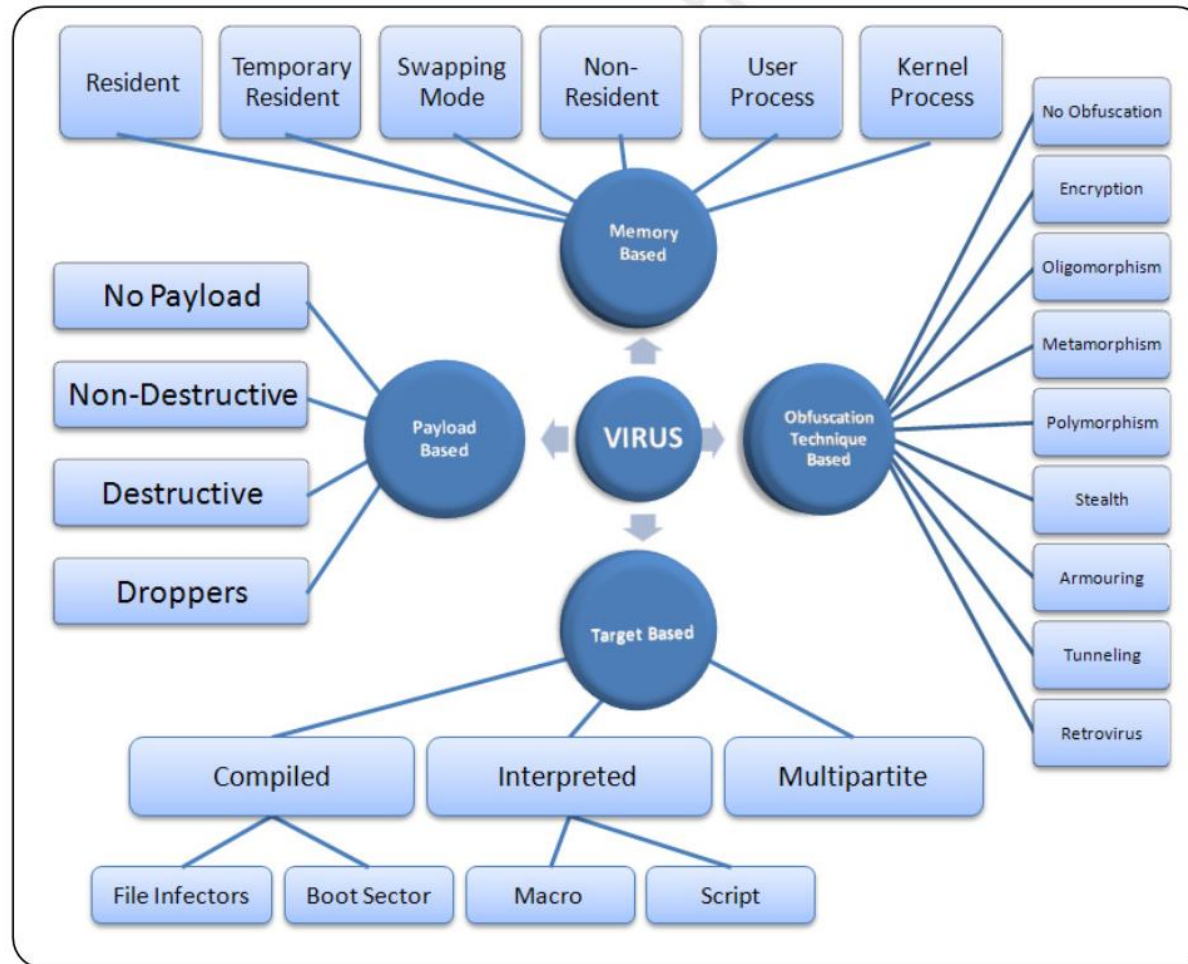 Resident
Temporary
Resident
Swapping
Mode
Non-
Resident
User
Process
Kernel
Process
Memory
Based
No Obfuscation
Encryption
Oligomorphism
Metamorphism
Polymorphism
Stealth
Armouring
Tunneling
Retrovirus
No Payload
Non-Destructive
Destructive
Droppers
Payload
Based
VIRUS
Obfuscation
Technique
Based
Target Based
Compiled
Interpreted
Multipartite
File Infectors
Boot Sector
Macro
Script